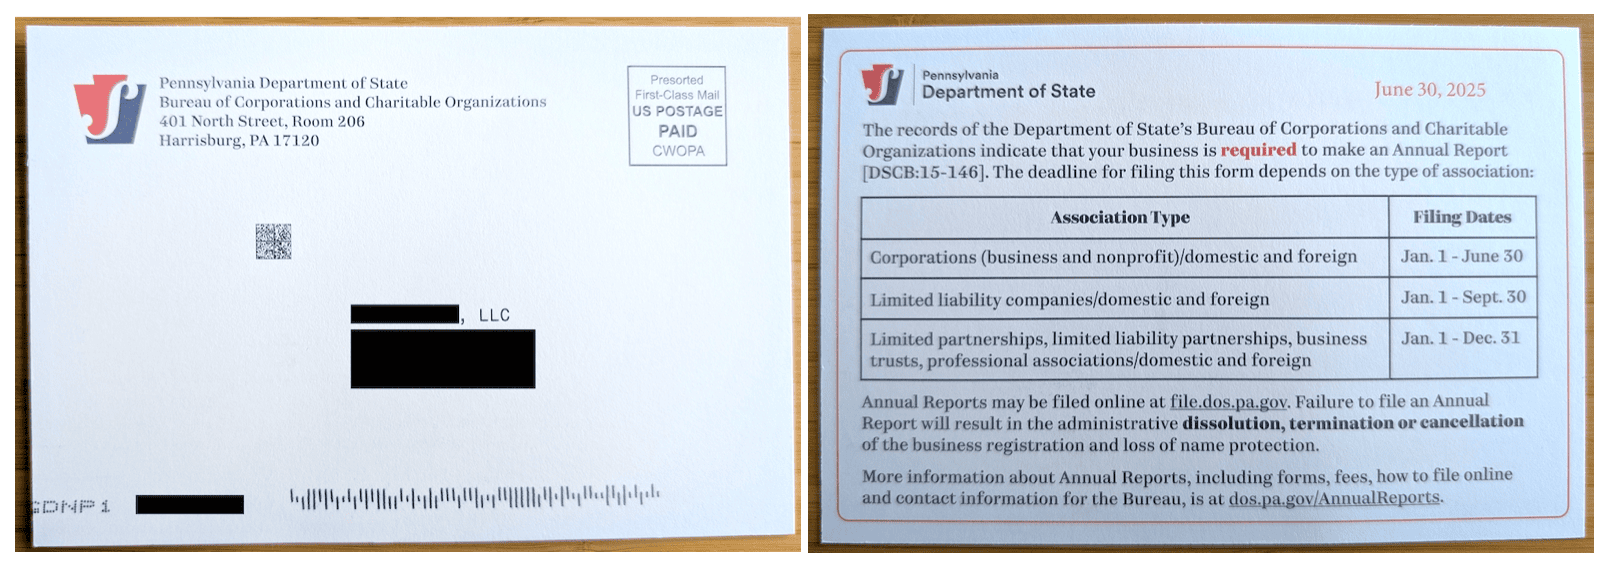 Pennsylvania Department of State
Bureau of Corporations and Charitable Organizations
401 North Street, Room 206
Harrisburg, PA 17120
Presorted
First-Class Mail
US POSTAGE
PAID
CWOPA
, LLC
Pennsylvania
Department of State
June 30, 2025
The records of the Department of State's Bureau of Corporations and Charitable
Organizations indicate that your business is required to make an Annual Report
[DSCB:15-146]. The deadline for filing this form depends on the type of association:
Association Type Filing Dates
Corporations (business and nonprofit)/domestic and foreign Jan. 1 - June 30
Limited liability companies/domestic and foreign Jan. 1 - Sept. 30
Limited partnerships, limited liability partnerships, business Jan. 1 - Dec. 31
trusts, professional associations/domestic and foreign
Annual Reports may be filed online at file.dos.pa.gov. Failure to file an Annual
Report will result in the administrative dissolution, termination or cancellation
of the business registration and loss of name protection.
More information about Annual Reports, including forms, fees, how to file online
and contact information for the Bureau, is at dos.pa.gov/AnnualReports.